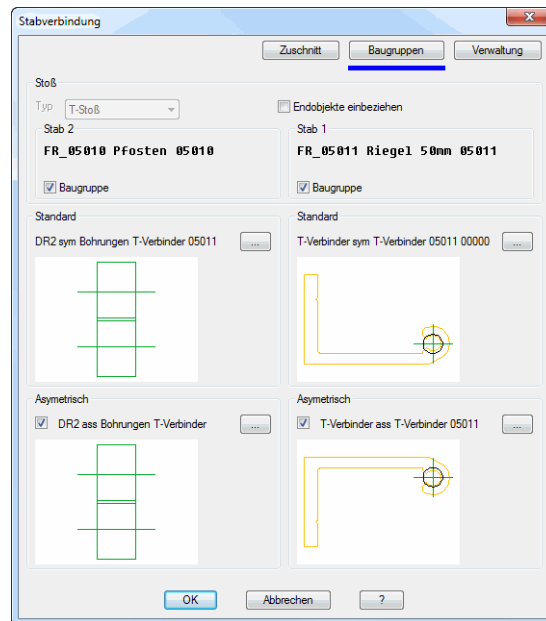 Stabverbindung
Zuschnitt Baugruppen Verwaltung
Stoß
Typ T-Stoß Endobjekte einbeziehen
Stab 2 Stab 1
FR_05010 Pfosten 05010 FR_05011 Riegel 50mm 05011
Baugruppe Baugruppe
Standard Standard
DR2 sym Bohrungen T-Verbinder 05011 ... T-Verbinder sym T-Verbinder 05011 00000 ...
Asymetrisch Asymetrisch
DR2 ass Bohrungen T-Verbinder ... T-Verbinder ass T-Verbinder 05011 ...
OK Abbrechen ?